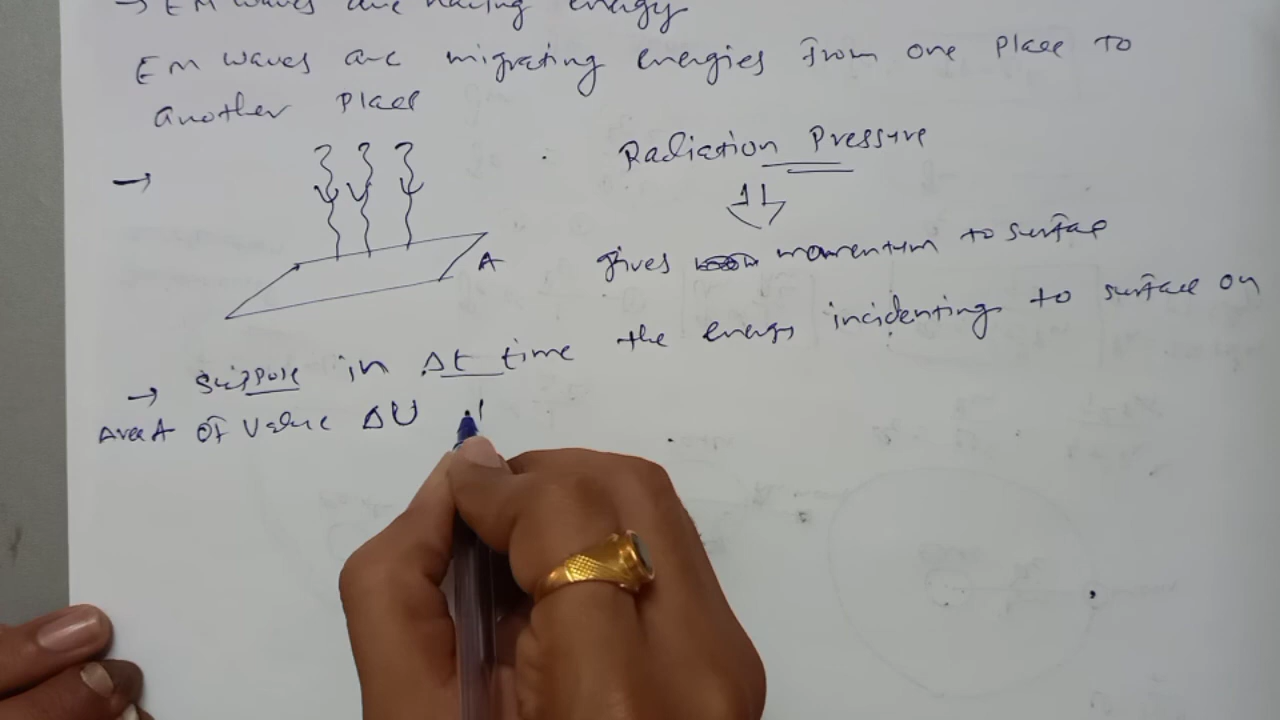 → EM waves are having energy
EM waves are migrating energies from one place to
another place
→
Radiation Pressure
A
gives momentum to surface
→ Suppose in Δt time the energy incidenting to surface on
Area A of value ΔU